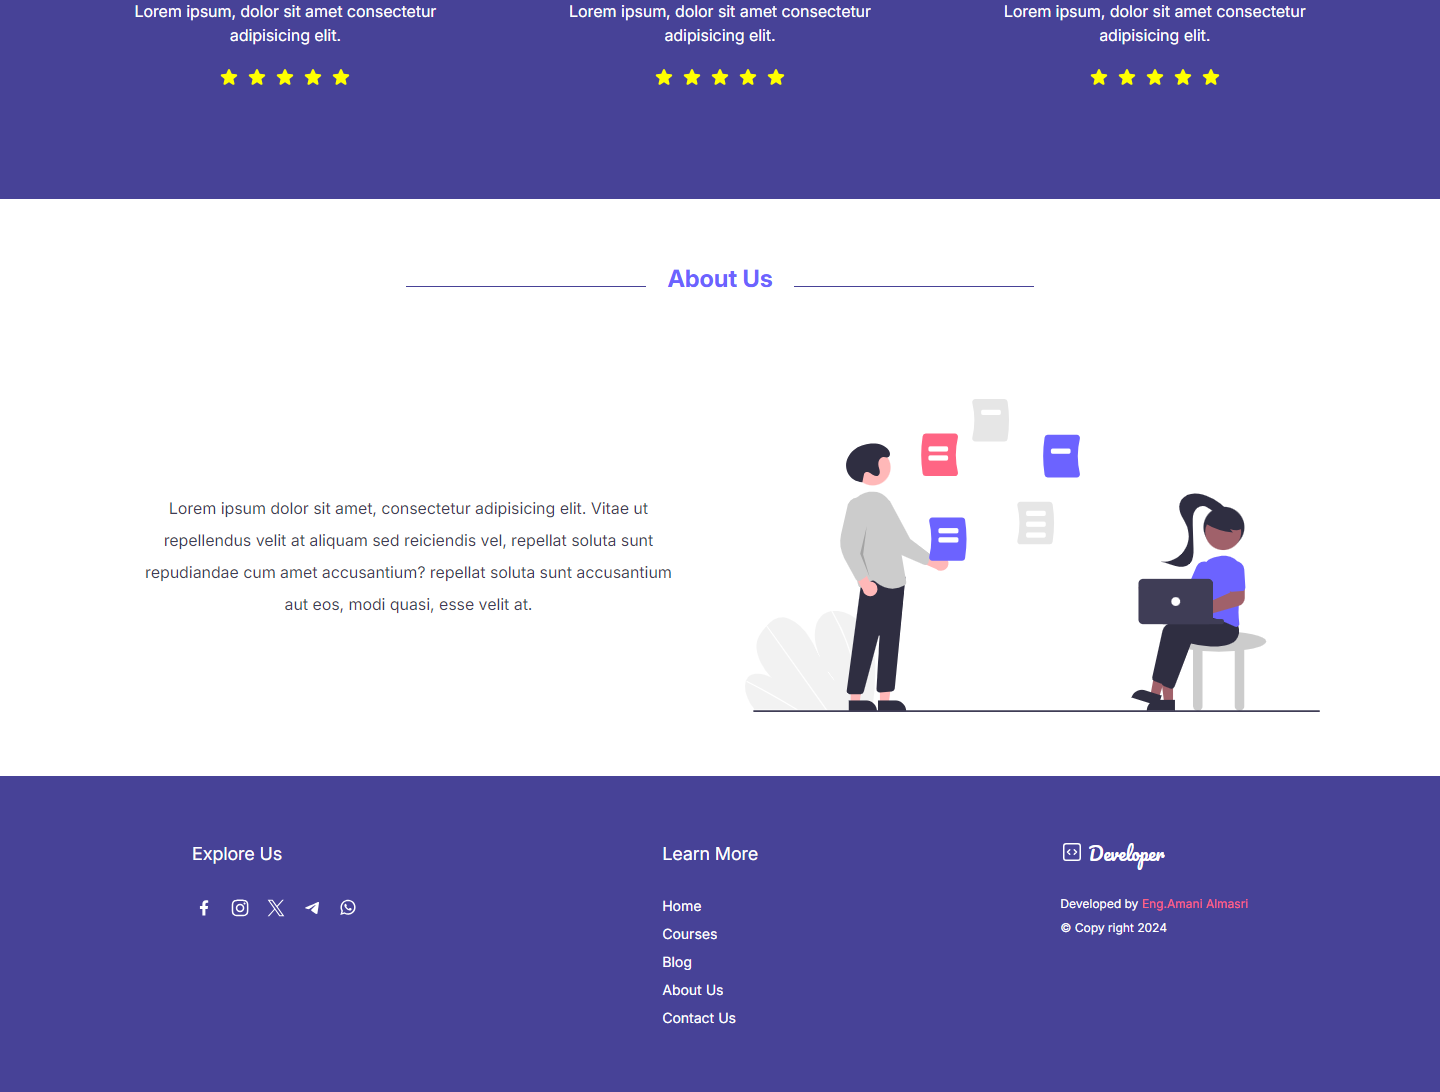 Lorem ipsum, dolor sit amet consectetur
adipisicing elit.
Lorem ipsum, dolor sit amet consectetur
adipisicing elit.
Lorem ipsum, dolor sit amet consectetur
adipisicing elit.
About Us
Lorem ipsum dolor sit amet, consectetur adipisicing elit. Vitae ut
repellendus velit at aliquam sed reiciendis vel, repellat soluta sunt
repudiandae cum amet accusantium? repellat soluta sunt accusantium
aut eos, modi quasi, esse velit at.
Explore Us
Learn More
Home
Courses
Blog
About Us
Contact Us
Developer
Developed by Eng.Amani Almasri
© Copy right 2024